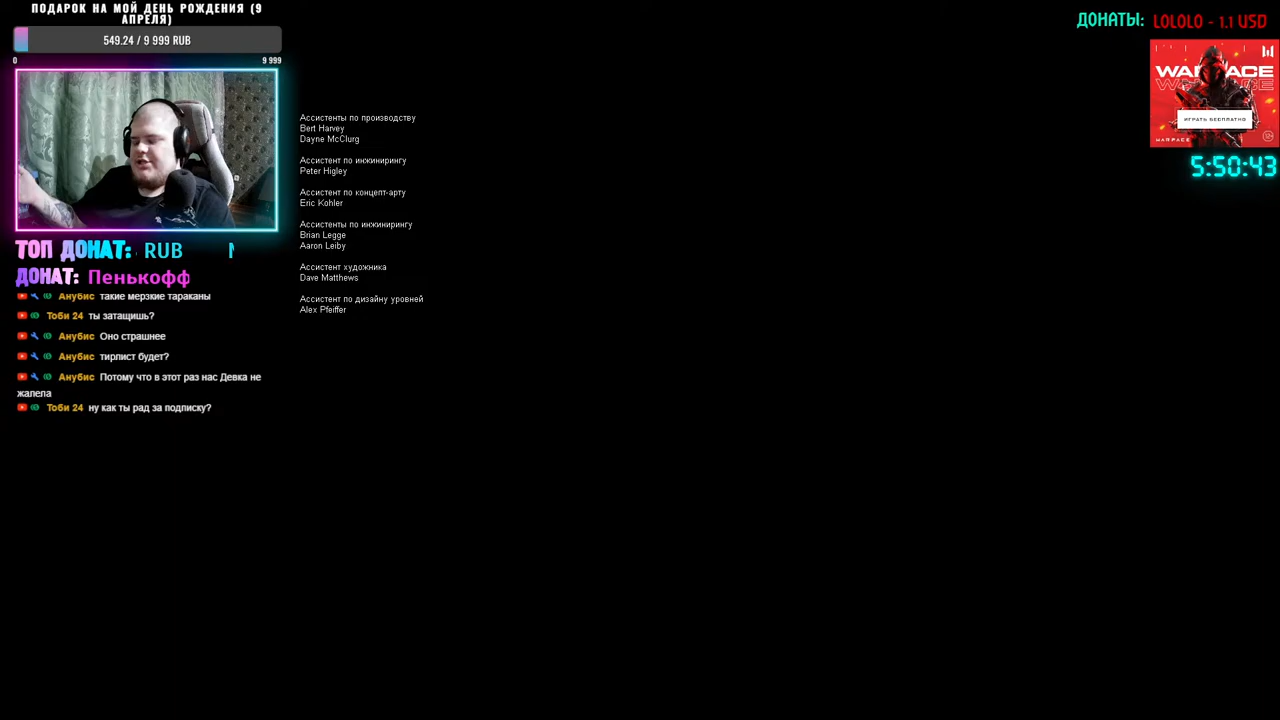 ПОДАРОК НА МОЙ ДЕНЬ РОЖДЕНИЯ (9
АПРЕЛЯ)
549.24 / 9 999 RUB
0 9 999
ТОП ДОНАТ: RUB
ДОНАТ: Пенькофф
Анубис такие мерзкие тараканы
Тоби 24 ты затащишь?
Анубис Оно страшнее
Анубис тирлист будет?
Анубис Потому что в этот раз нас Девка не
жалела
Тоби 24 ну как ты рад за подписку?
Ассистенты по производству
Bert Harvey
Dayne McClurg
Ассистент по инжинирингу
Peter Higley
Ассистент по концепт-арту
Eric Kohler
Ассистенты по инжинирингу
Brian Legge
Aaron Leiby
Ассистент художника
Dave Matthews
Ассистент по дизайну уровней
Alex Pfeiffer
ДОНАТЫ: LOLOLO - 1.1 USD
WARFACE
ИГРАТЬ БЕСПЛАТНО
WARFACE
5:50:43